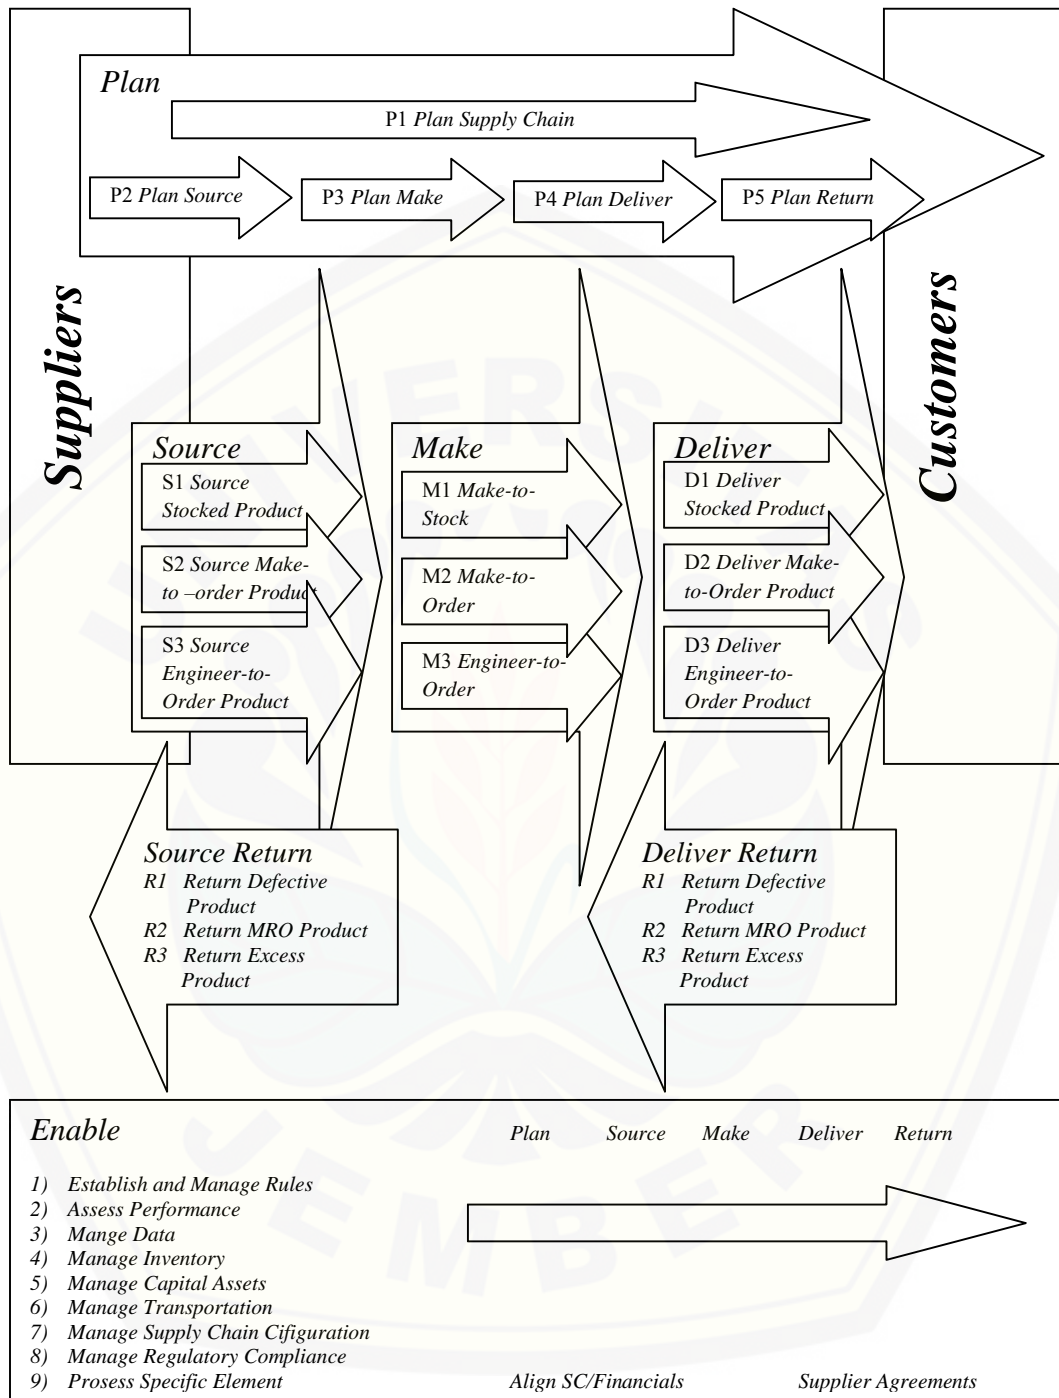 Plan
P1 Plan Supply Chain
P2 Plan Source
P3 Plan Make
P4 Plan Deliver
P5 Plan Return
Suppliers
Customers
Source
S1 Source
Stocked Product
S2 Source Make-
to –order Product
S3 Source
Engineer-to-
Order Product
Make
M1 Make-to-
Stock
M2 Make-to-
Order
M3 Engineer-to-
Order
Deliver
D1 Deliver
Stocked Product
D2 Deliver Make-
to-Order Product
D3 Deliver
Engineer-to-
Order Product
Source Return
R1 Return Defective
Product
R2 Return MRO Product
R3 Return Excess
Product
Deliver Return
R1 Return Defective
Product
R2 Return MRO Product
R3 Return Excess
Product
Enable
Plan Source Make Deliver Return
1) Establish and Manage Rules
2) Assess Performance
3) Mange Data
4) Manage Inventory
5) Manage Capital Assets
6) Manage Transportation
7) Manage Supply Chain Cifiguration
8) Manage Regulatory Compliance
9) Prosess Specific Element
Align SC/Financials
Supplier Agreements
UNIVERSITAS
JEMBER